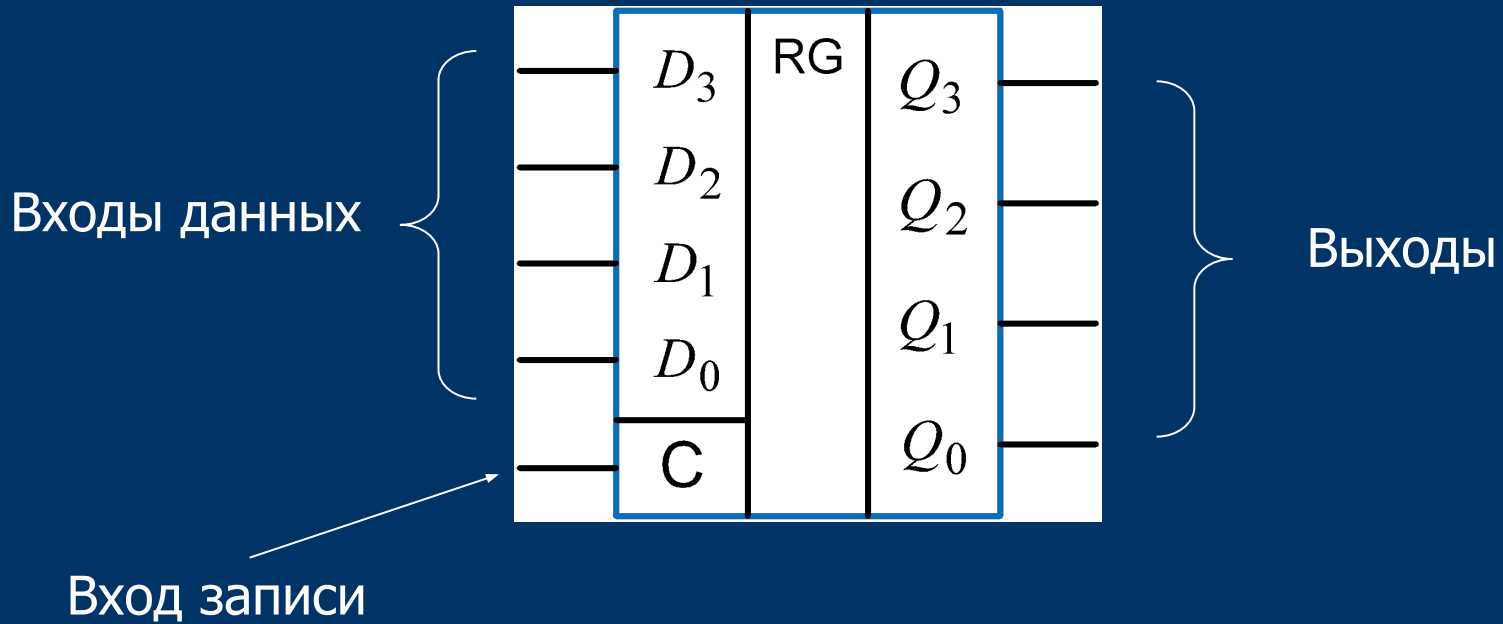 RG
D3
Q3
D2
Q2
Входы данных
Выходы
D1
Q1
D0
Q0
C
Вход записи